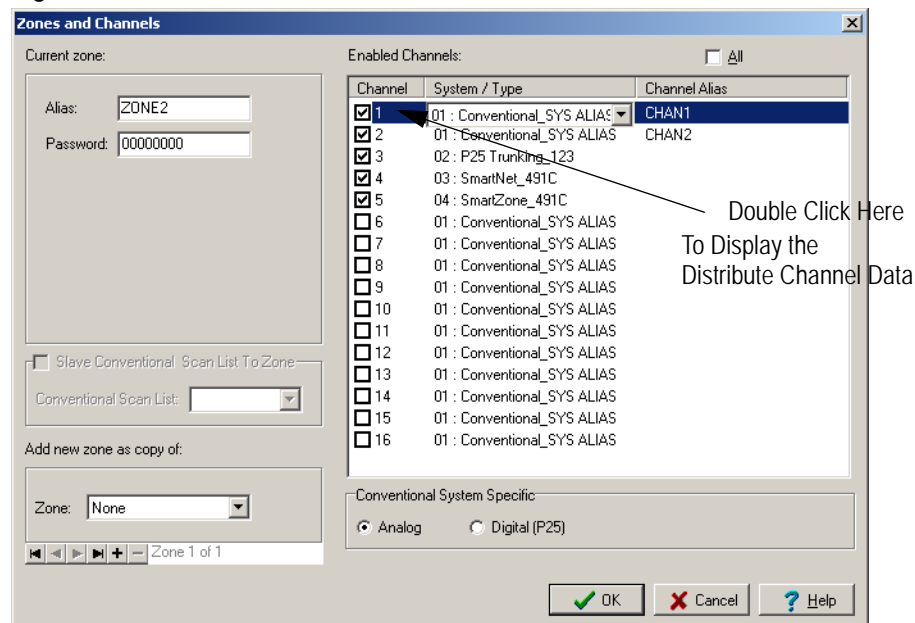 Zones and Channels
Current zone:
Alias: ZONE2
Password: 00000000
Slave Conventional Scan List To Zone
Conventional Scan List:
Add new zone as copy of:
Zone: None
Zone 1 of 1
Enabled Channels:
All
Channel System / Type Channel Alias
1 01 : Conventional_SYS ALIAS CHAN1
2 01 : Conventional_SYS ALIAS CHAN2
3 02 : P25 Trunking_123
4 03 : SmartNet_491C
5 04 : SmartZone_491C
6 01 : Conventional_SYS ALIAS
7 01 : Conventional_SYS ALIAS
8 01 : Conventional_SYS ALIAS
9 01 : Conventional_SYS ALIAS
10 01 : Conventional_SYS ALIAS
11 01 : Conventional_SYS ALIAS
12 01 : Conventional_SYS ALIAS
13 01 : Conventional_SYS ALIAS
14 01 : Conventional_SYS ALIAS
15 01 : Conventional_SYS ALIAS
16 01 : Conventional_SYS ALIAS
Double Click Here
To Display the
Distribute Channel Data
Conventional System Specific
Analog Digital (P25)
OK Cancel ? Help